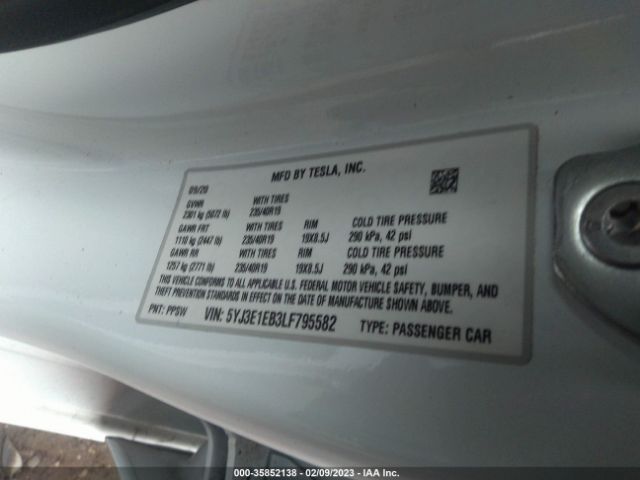 MFD BY TESLA, INC.
09/20
GVWR WITH TIRES
2301 kg (5072 lb) 235/40R19
GAWR FRT WITH TIRES RIM COLD TIRE PRESSURE
1110 kg (2447 lb) 235/40R19 19X8.5J 290 kPa, 42 psi
GAWR RR WITH TIRES RIM COLD TIRE PRESSURE
1257 kg (2771 lb) 235/40R19 19X8.5J 290 kPa, 42 psi
THIS VEHICLE CONFORMS TO ALL APPLICABLE U.S. FEDERAL MOTOR VEHICLE SAFETY, BUMPER, AND
THEFT PREVENTION STANDARDS IN EFFECT ON THE DATE OF MANUFACTURE SHOWN ABOVE.
PNT: PPSW VIN: 5YJ3E1EB3LF795582 TYPE: PASSENGER CAR
000-35852138 - 02/09/2023 - IAA Inc.